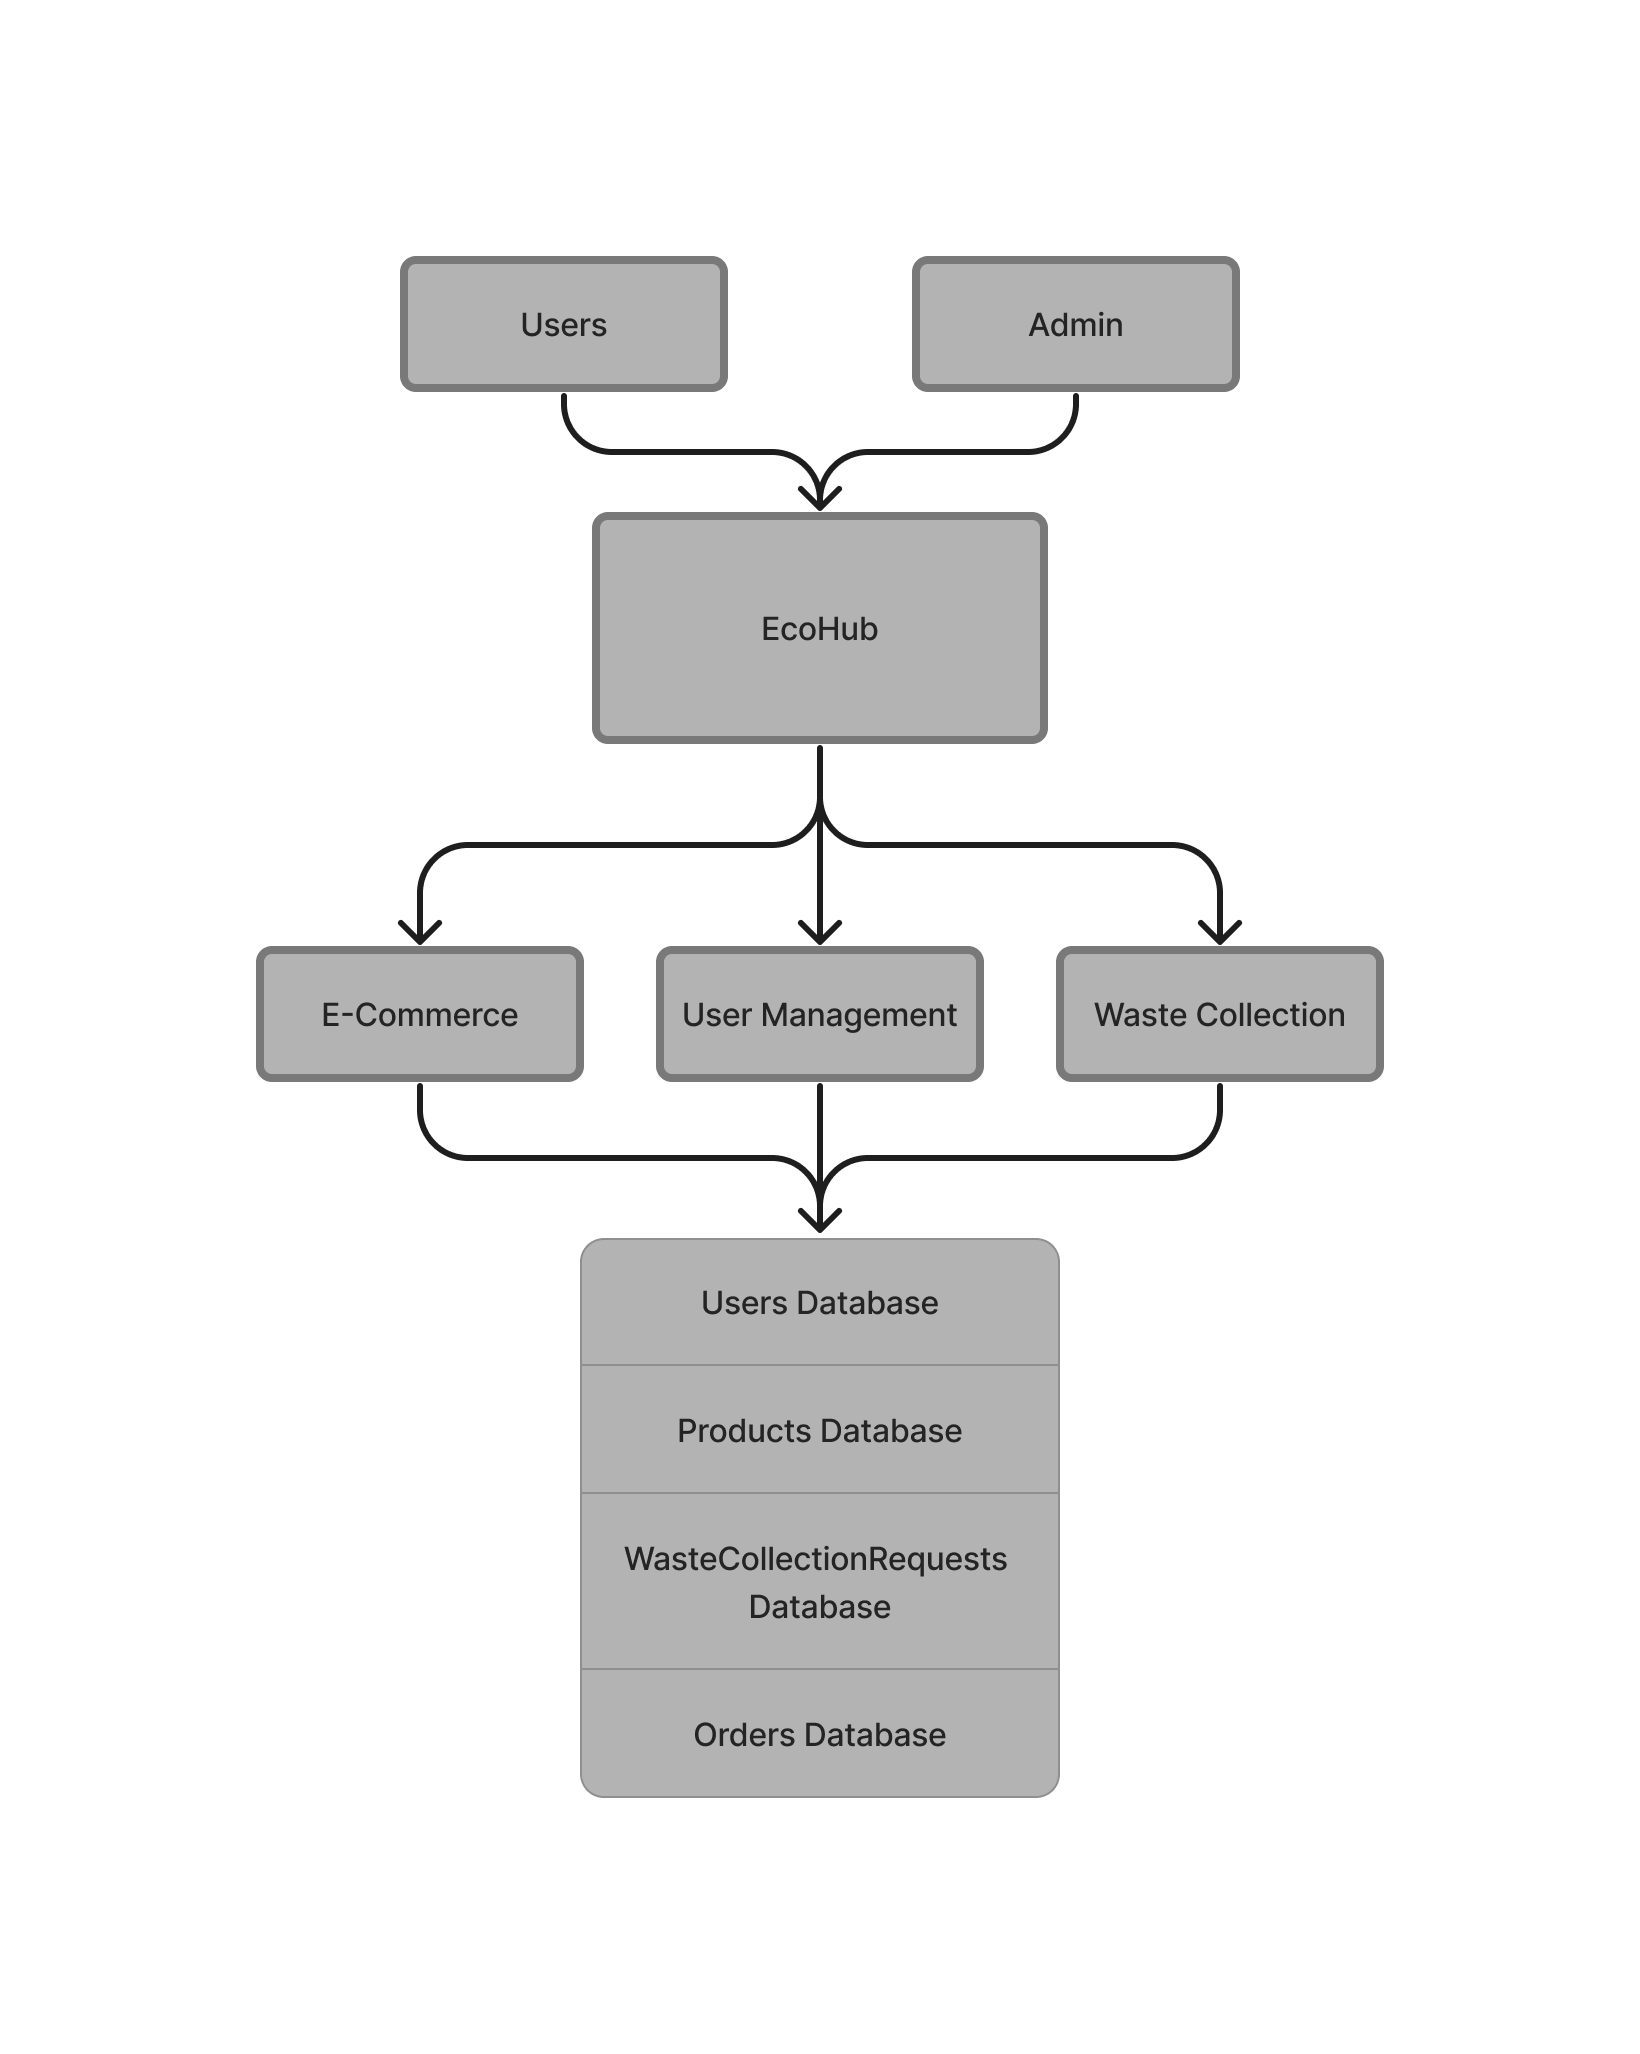 Users
Admin
EcoHub
E-Commerce
User Management
Waste Collection
Users Database
Products Database
WasteCollectionRequests
Database
Orders Database